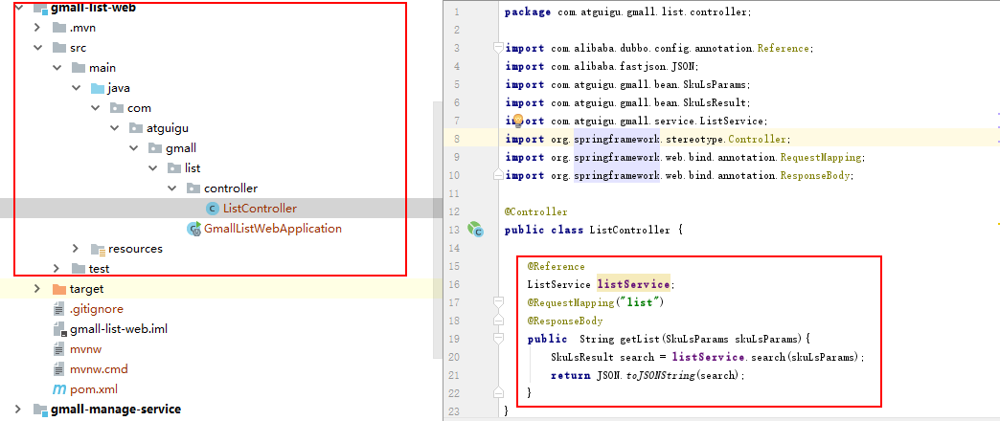 gmall-list-web
.mvn
src
main
java
com
atguigu
gmall
list
controller
ListController
GmallListWebApplication
resources
test
target
.gitignore
gmall-list-web.iml
mvnw
mvnw.cmd
pom.xml
gmall-manage-service
1 package com.atguigu.gmall.list.controller;
2
3 import com.alibaba.dubbo.config.annotation.Reference;
4 import com.alibaba.fastjson.JSON;
5 import com.atguigu.gmall.bean.SkuLsParams;
6 import com.atguigu.gmall.bean.SkuLsResult;
7 import com.atguigu.gmall.service.ListService;
8 import org.springframework.stereotype.Controller;
9 import org.springframework.web.bind.annotation.RequestMapping;
10 import org.springframework.web.bind.annotation.ResponseBody;
11
12 @Controller
13 public class ListController {
14
15 @Reference
16 ListService listService;
17 @RequestMapping("list")
18 @ResponseBody
19 public String getList(SkuLsParams skuLsParams){
20 SkuLsResult search = listService.search(skuLsParams);
21 return JSON.toJSONString(search);
22 }
23 }